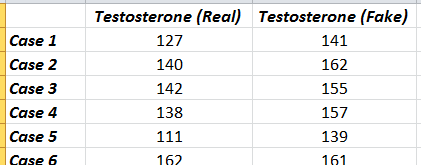 Testosterone (Real) Testosterone (Fake)
Case 1 127 141
Case 2 140 162
Case 3 142 155
Case 4 138 157
Case 5 111 139
Case 6 162 161